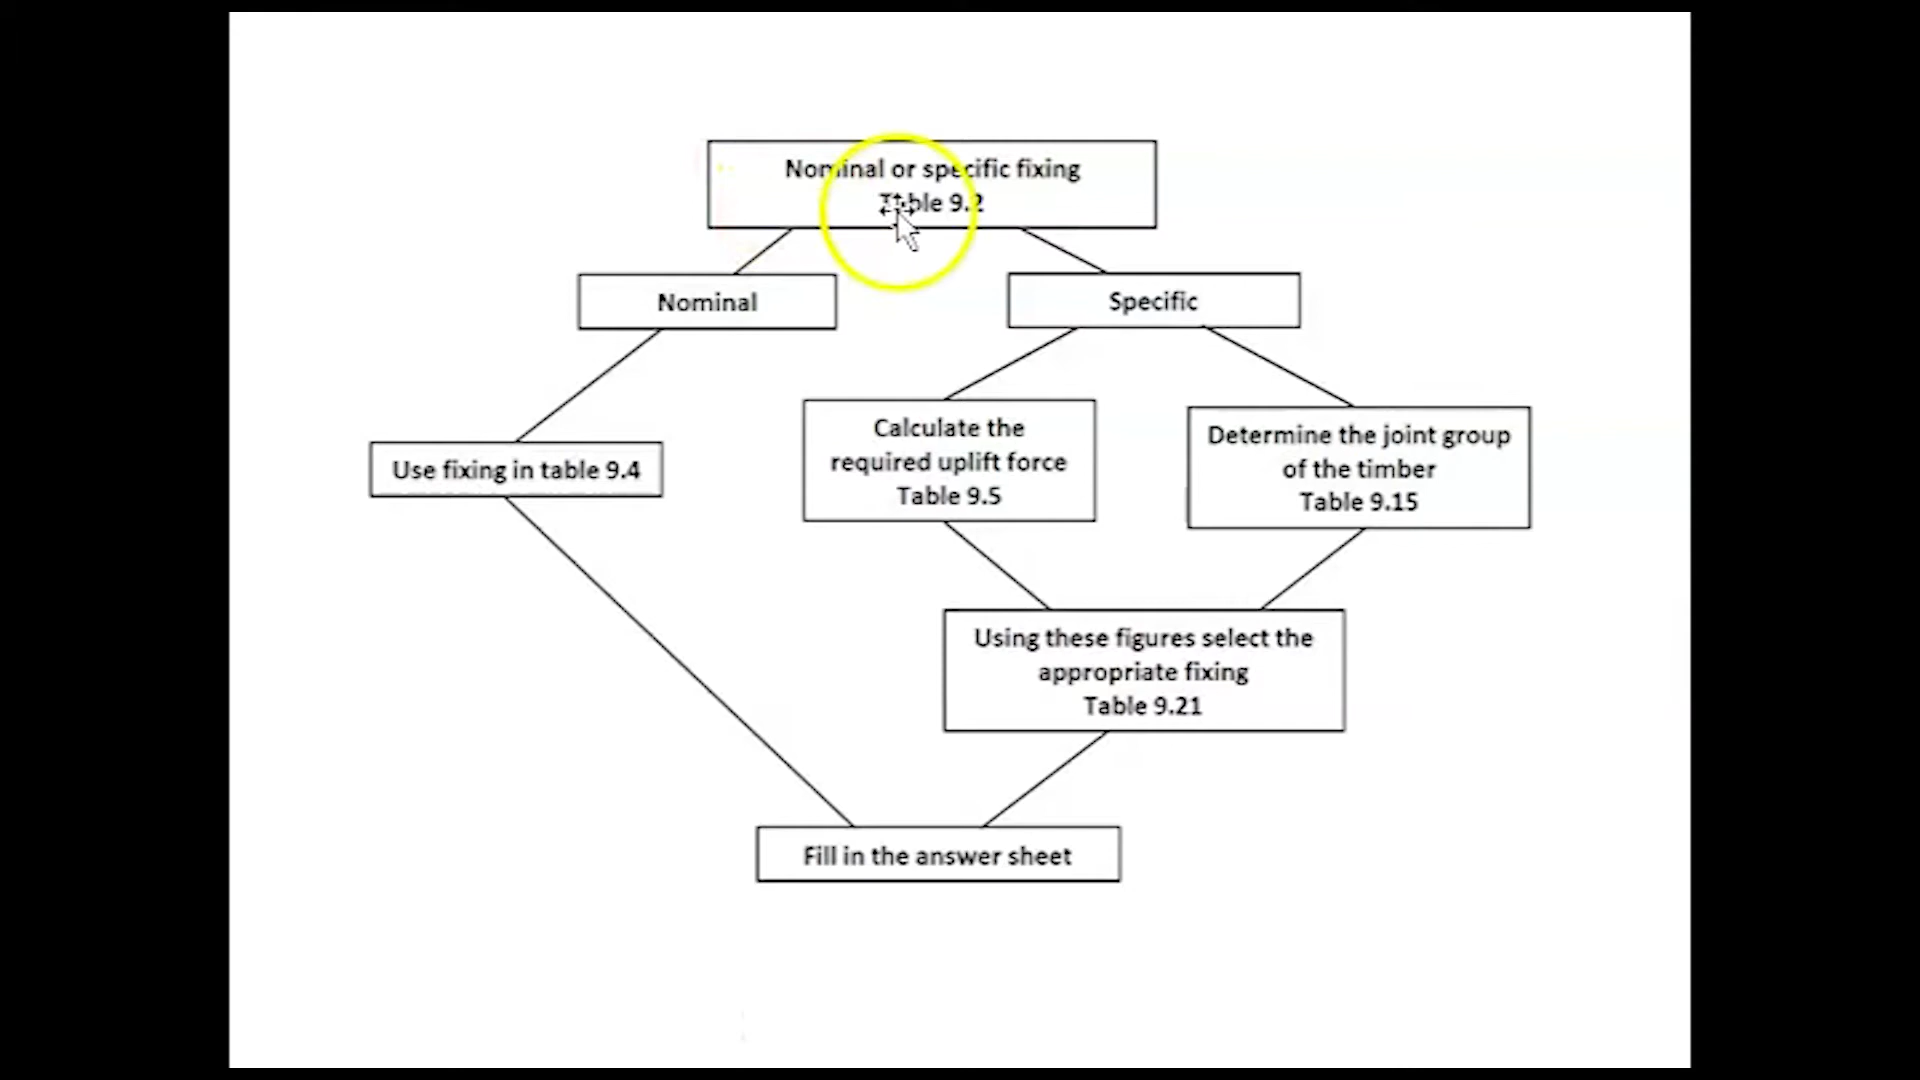 Nominal or specific fixing
Table 9.2
Nominal
Specific
Use fixing in table 9.4
Calculate the
required uplift force
Table 9.5
Determine the joint group
of the timber
Table 9.15
Using these figures select the
appropriate fixing
Table 9.21
Fill in the answer sheet